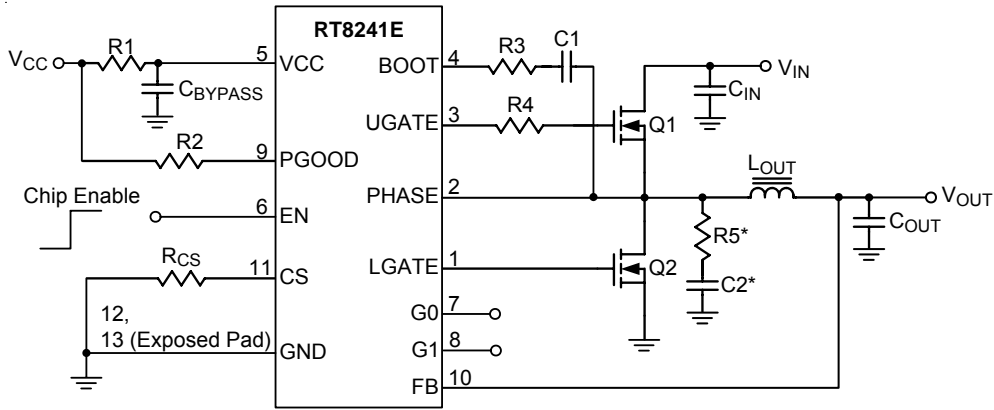 RT8241E
VCC
R1
5
VCC
CBYPASS
R2
9
PGOOD
Chip Enable
6
EN
RCS
11
CS
12,
13 (Exposed Pad)
GND
BOOT
4
R3
C1
UGATE
3
R4
Q1
VIN
CIN
PHASE
2
LOUT
VOUT
COUT
R5*
C2*
LGATE
1
Q2
G0
7
G1
8
FB
10